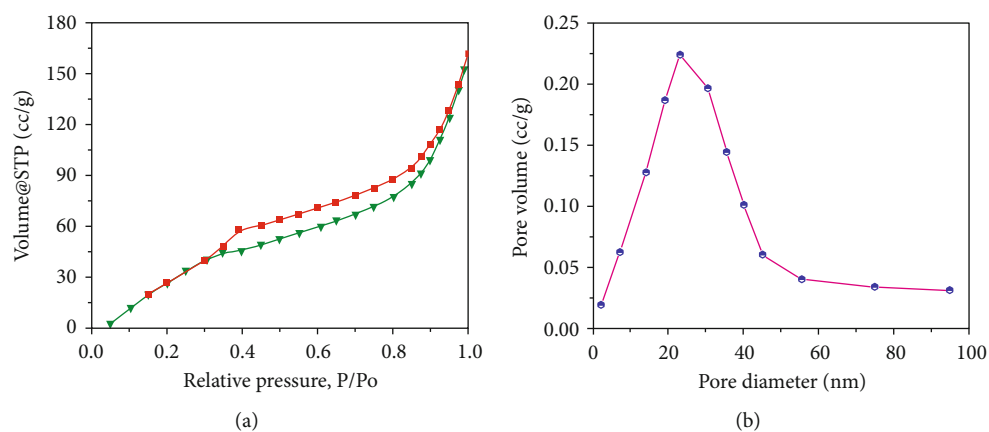 180
150
120
90
60
30
0
Volume@STP (cc/g)
0.0 0.2 0.4 0.6 0.8 1.0
Relative pressure, P/Po
(a)
0.25
0.20
0.15
0.10
0.05
0.00
Pore volume (cc/g)
0 20 40 60 80 100
Pore diameter (nm)
(b)